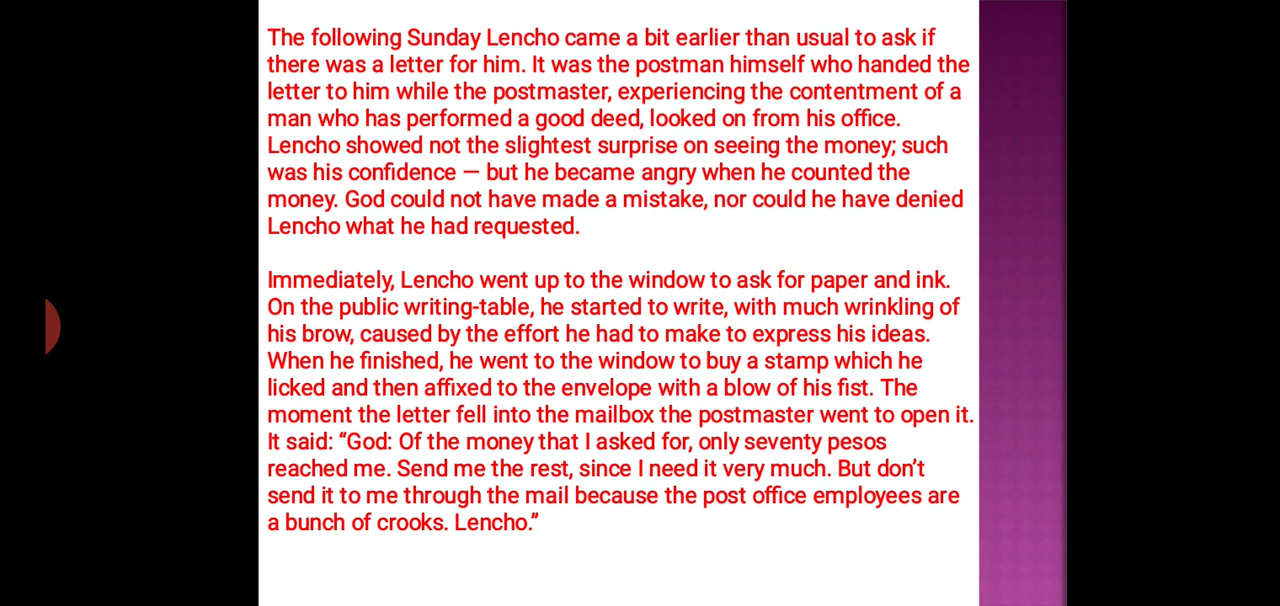 The following Sunday Lencho came a bit earlier than usual to ask if
there was a letter for him. It was the postman himself who handed the
letter to him while the postmaster, experiencing the contentment of a
man who has performed a good deed, looked on from his office.
Lencho showed not the slightest surprise on seeing the money; such
was his confidence — but he became angry when he counted the
money. God could not have made a mistake, nor could he have denied
Lencho what he had requested.
Immediately, Lencho went up to the window to ask for paper and ink.
On the public writing-table, he started to write, with much wrinkling of
his brow, caused by the effort he had to make to express his ideas.
When he finished, he went to the window to buy a stamp which he
licked and then affixed to the envelope with a blow of his fist. The
moment the letter fell into the mailbox the postmaster went to open it.
It said: “God: Of the money that I asked for, only seventy pesos
reached me. Send me the rest, since I need it very much. But don’t
send it to me through the mail because the post office employees are
a bunch of crooks. Lencho.”